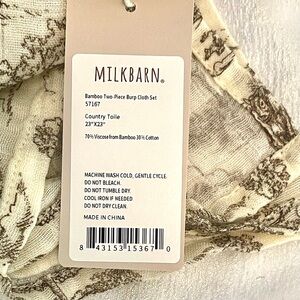 MILKBARN®
Bamboo Two-Piece Burp Cloth Set
57167
Country Toile
23"X23"
70% Viscose from Bamboo 30% Cotton
MACHINE WASH COLD, GENTLE CYCLE.
DO NOT BLEACH.
DO NOT TUMBLE DRY.
COOL IRON IF NEEDED
DO NOT DRY CLEAN.
MADE IN CHINA
8 43153 15367 0